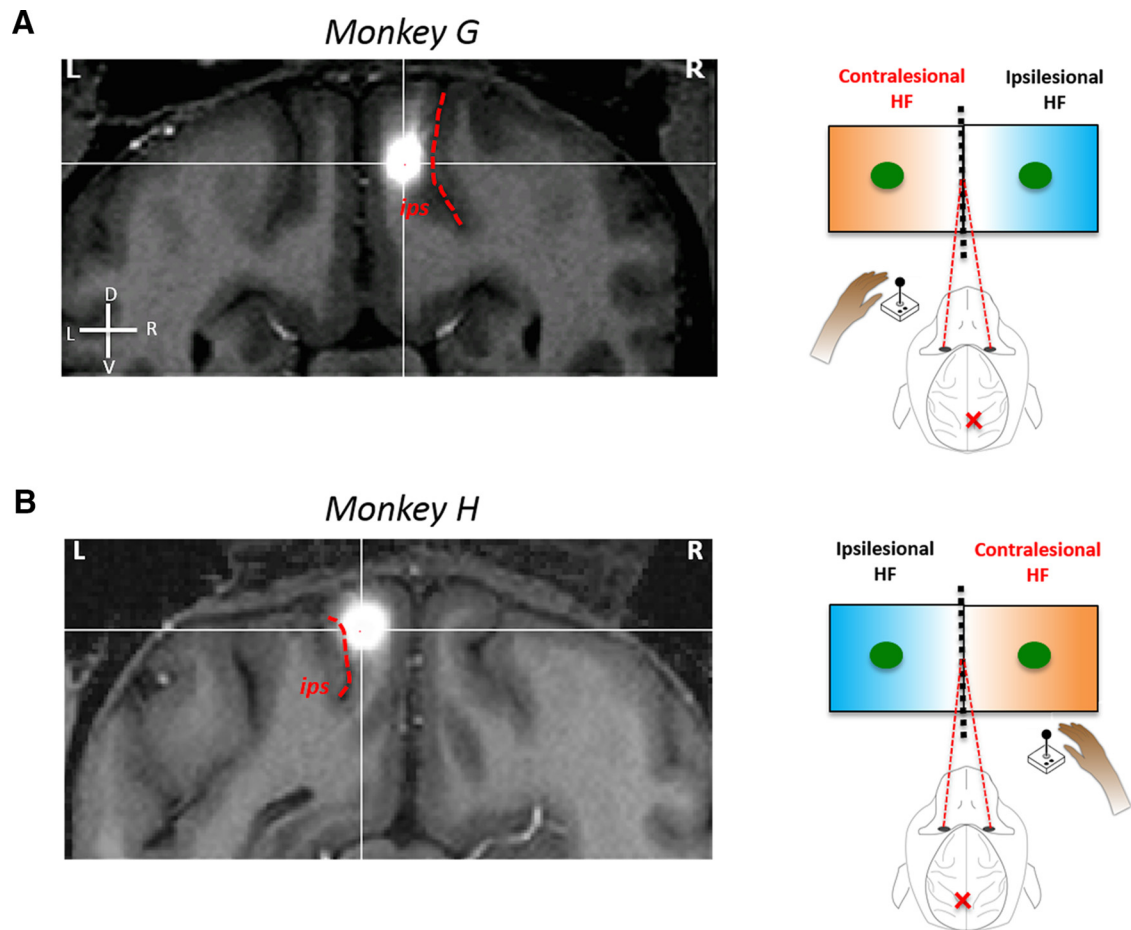 A
Monkey G
L
R
ips
D
L
R
V
Contralesional
HF
Ipsilesional
HF
B
Monkey H
L
R
ips
Ipsilesional
HF
Contralesional
HF